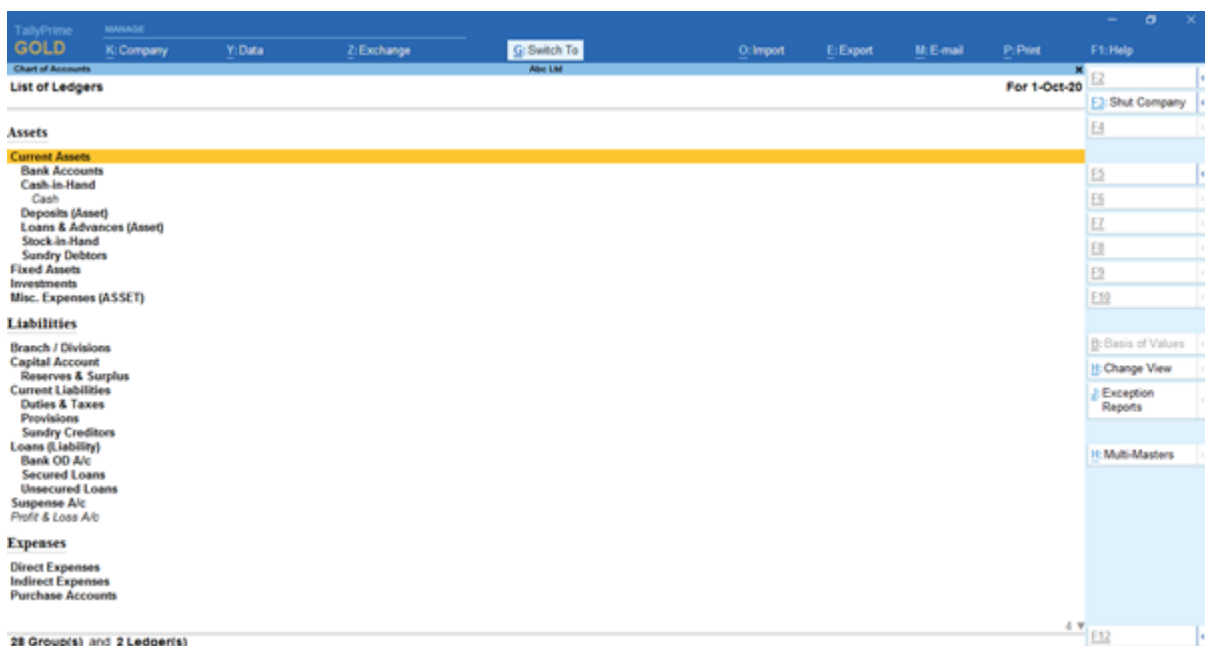 TallyPrime
GOLD
MANAGE
K: Company Y: Data Z: Exchange G: Switch To O: Import E: Export M: E-mail P: Print F1: Help
Chart of Accounts Abc Ltd
List of Ledgers For 1-Oct-20
Assets
Current Assets
Bank Accounts
Cash-in-Hand
Cash
Deposits (Asset)
Loans & Advances (Asset)
Stock-in-Hand
Sundry Debtors
Fixed Assets
Investments
Misc. Expenses (ASSET)
Liabilities
Branch / Divisions
Capital Account
Reserves & Surplus
Current Liabilities
Duties & Taxes
Provisions
Sundry Creditors
Loans (Liability)
Bank OD A/c
Secured Loans
Unsecured Loans
Suspense A/c
Profit & Loss A/c
Expenses
Direct Expenses
Indirect Expenses
Purchase Accounts
4 ▼
28 Group(s) and 2 Ledger(s)
F2
F3: Shut Company
F4
F5
F6
F7
F8
F9
F10
B: Basis of Values
H: Change View
J: Exception
Reports
H: Multi-Masters
F12